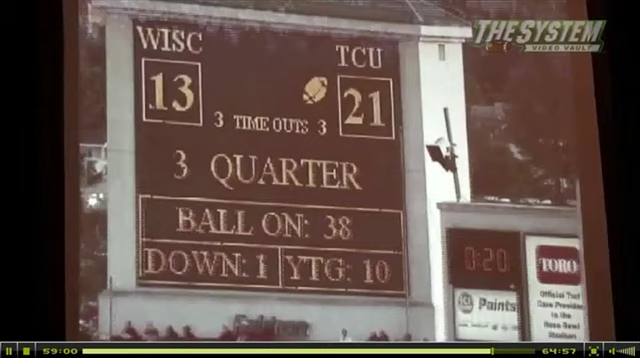 THE SYSTEM
VIDEO VAULT
WISC
TCU
13
21
3 TIME OUTS 3
3 QUARTER
BALL ON: 38
DOWN: 1
YTG: 10
0:20
TORO
Paints
Official Turf
Care Provider
to the
Rose Bowl
Stadium
59:00
64:57